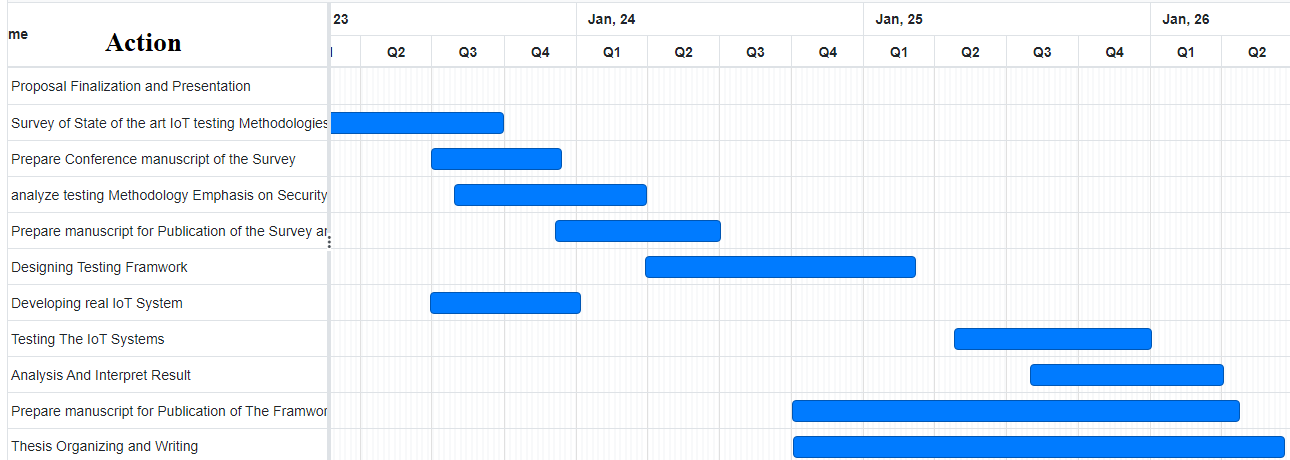 23 Jan, 24 Jan, 25 Jan, 26
me Action
Q2 Q3 Q4 Q1 Q2 Q3 Q4 Q1 Q2 Q3 Q4 Q1 Q2
Proposal Finalization and Presentation
Survey of State of the art IoT testing Methodologies
Prepare Conference manuscript of the Survey
analyze testing Methodology Emphasis on Security
Prepare manuscript for Publication of the Survey ar
Designing Testing Framwork
Developing real IoT System
Testing The IoT Systems
Analysis And Interpret Result
Prepare manuscript for Publication of The Framwor
Thesis Organizing and Writing